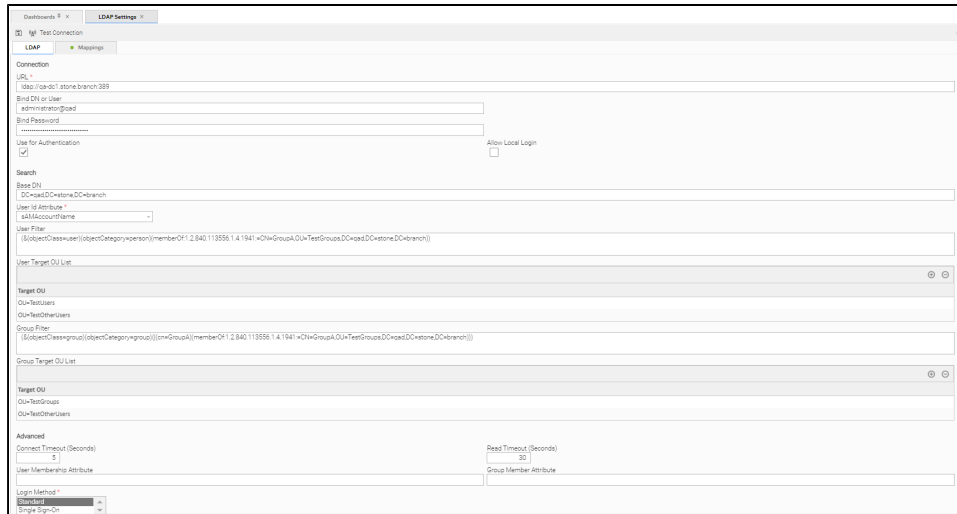 Dashboards ×
LDAP Settings ×
Test Connection
LDAP
Mappings
Connection
URL *
ldap://qa-dc1.stone.branch:389
Bind DN or User
administrator@qad
Bind Password
Use for Authentication
Allow Local Login
Search
Base DN
DC=qad,DC=stone,DC=branch
User Id Attribute *
sAMAccountName
User Filter
(&(objectClass=user)(objectCategory=person)(memberOf:1.2.840.113556.1.4.1941:=CN=GroupA,OU=TestGroups,DC=qad,DC=stone,DC=branch))
User Target OU List
Target OU
OU=TestUsers
OU=TestOtherUsers
Group Filter
(&(objectClass=group)(objectCategory=group)(|(cn=GroupA)(memberOf:1.2.840.113556.1.4.1941:=CN=GroupA,OU=TestGroups,DC=qad,DC=stone,DC=branch)))
Group Target OU List
Target OU
OU=TestGroups
OU=TestOtherUsers
Advanced
Connect Timeout (Seconds)
5
Read Timeout (Seconds)
30
User Membership Attribute
Group Member Attribute
Login Method *
Standard
Single Sign-On